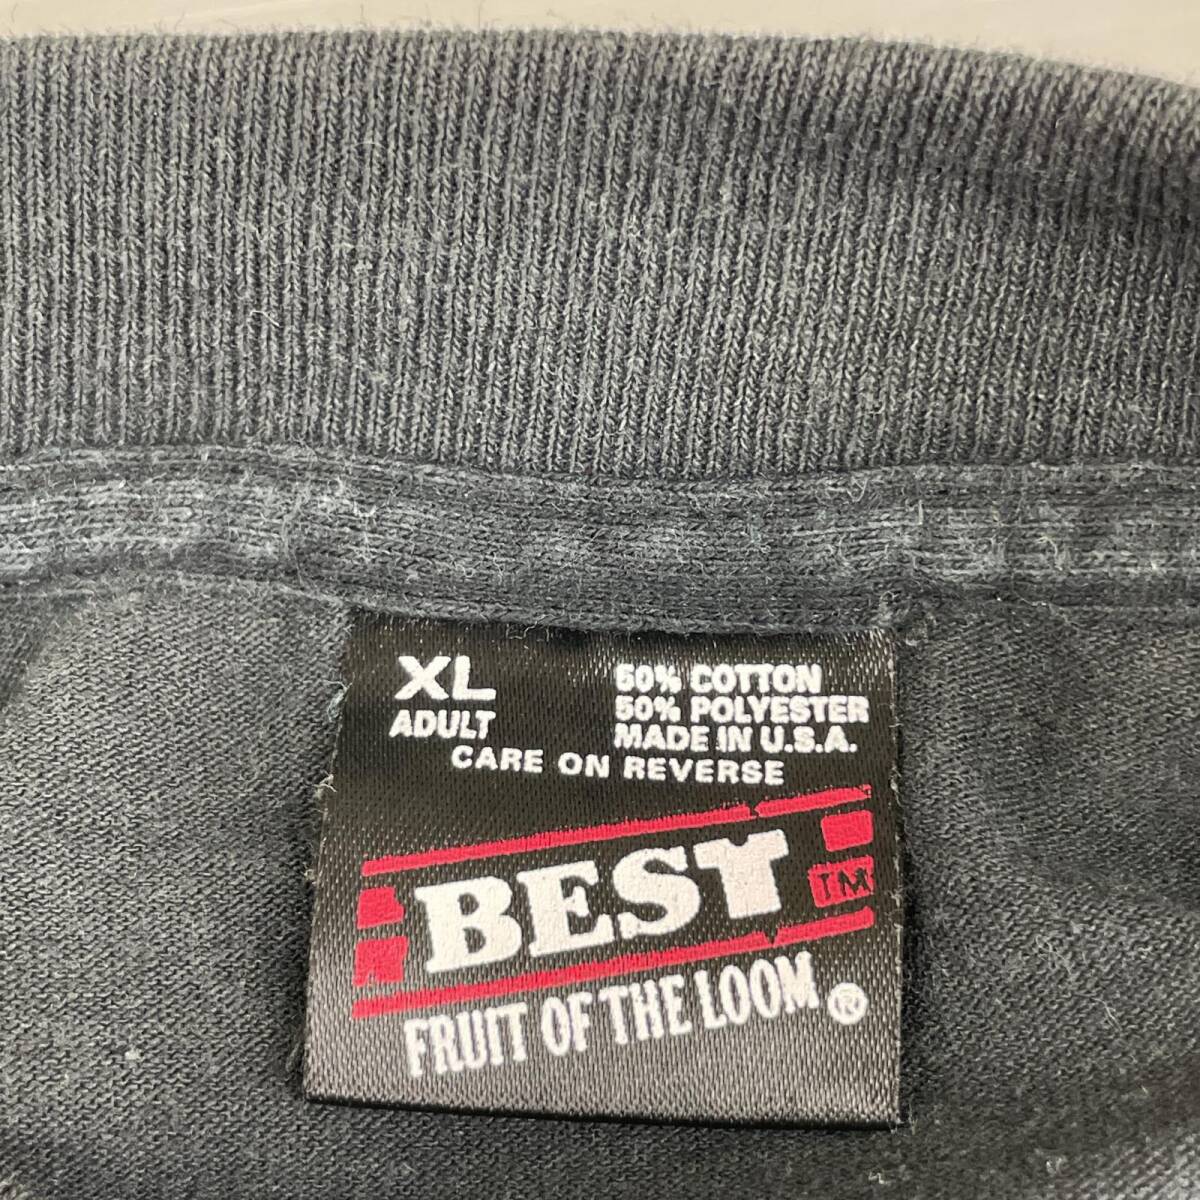 XL
ADULT
50% COTTON
50% POLYESTER
MADE IN U.S.A.
CARE ON REVERSE
BEST TM
FRUIT OF THE LOOM ®